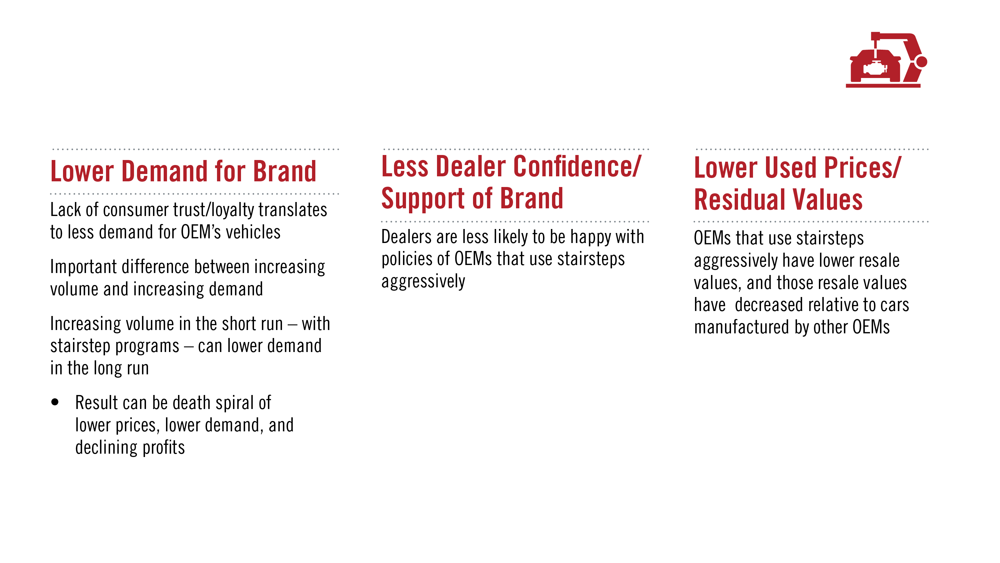 Lower Demand for Brand
Lack of consumer trust/loyalty translates
to less demand for OEM’s vehicles
Important difference between increasing
volume and increasing demand
Increasing volume in the short run – with
stairstep programs – can lower demand
in the long run
• Result can be death spiral of
lower prices, lower demand, and
declining profits
Less Dealer Confidence/
Support of Brand
Dealers are less likely to be happy with
policies of OEMs that use stairsteps
aggressively
Lower Used Prices/
Residual Values
OEMs that use stairsteps
aggressively have lower resale
values, and those resale values
have  decreased relative to cars
manufactured by other OEMs